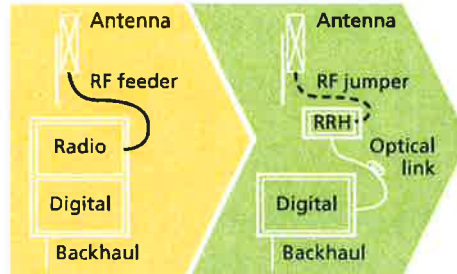 Antenna
RF feeder
Radio
Digital
Backhaul
Antenna
RF jumper
RRH
Optical
link
Digital
Backhaul